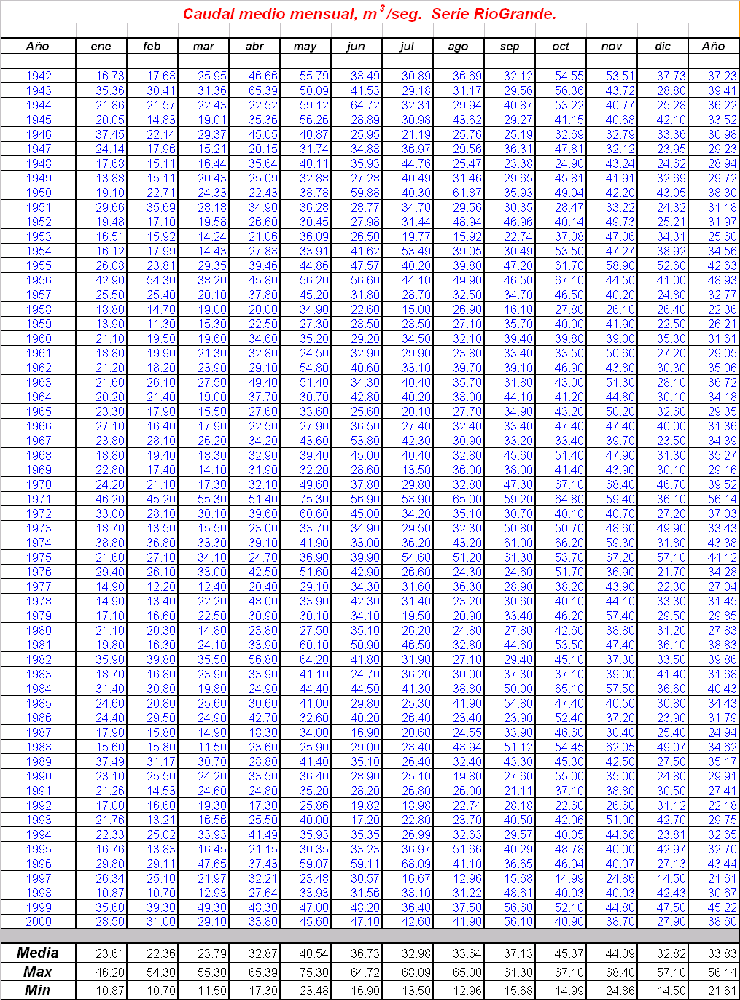 Caudal medio mensual, m³/seg. Serie RioGrande.
Año ene feb mar abr may jun jul ago sep oct nov dic Año
1942 16.73 17.68 25.95 46.66 55.79 38.49 30.89 36.69 32.12 54.55 53.51 37.73 37.23
1943 35.36 30.41 31.36 65.39 50.09 41.53 29.18 31.17 29.56 56.36 43.72 28.80 39.41
1944 21.86 21.57 22.43 22.52 59.12 64.72 32.31 29.94 40.87 53.22 40.77 25.28 36.22
1945 20.05 14.83 19.01 35.36 56.26 28.89 30.98 43.62 29.27 41.15 40.68 42.10 33.52
1946 37.45 22.14 29.37 45.05 40.87 25.95 21.19 25.76 25.19 32.69 32.79 33.36 30.98
1947 24.14 17.96 15.21 20.15 31.74 34.88 36.97 29.56 36.31 47.81 32.12 23.95 29.23
1948 17.68 15.11 16.44 35.64 40.11 35.93 44.76 25.47 23.38 24.90 43.24 24.62 28.94
1949 13.88 15.11 20.43 25.09 32.88 27.28 40.49 31.46 29.65 45.81 41.91 32.69 29.72
1950 19.10 22.71 24.33 22.43 38.78 59.88 40.30 61.87 35.93 49.04 42.20 43.05 38.30
1951 29.66 35.69 28.18 34.90 36.28 28.77 34.70 29.56 30.35 28.47 33.22 24.32 31.18
1952 19.48 17.10 19.58 26.60 30.45 27.98 31.44 48.94 46.96 40.14 49.73 25.21 31.97
1953 16.51 15.92 14.24 21.06 36.09 26.50 19.77 15.92 22.74 37.08 47.06 34.31 25.60
1954 16.12 17.99 14.43 27.88 33.91 41.62 53.49 39.05 30.49 53.50 47.27 38.92 34.56
1955 26.08 23.81 29.35 39.46 44.86 47.57 40.20 39.80 47.20 61.70 58.90 52.60 42.63
1956 42.90 54.30 38.20 45.80 56.20 56.60 44.10 49.90 46.50 67.10 44.50 41.00 48.93
1957 25.50 25.40 20.10 37.80 45.20 31.80 28.70 32.50 34.70 46.50 40.20 24.80 32.77
1958 18.80 14.70 19.00 20.00 34.90 22.60 15.00 26.90 16.10 27.80 26.10 26.40 22.36
1959 13.90 11.30 15.30 22.50 27.30 28.50 28.50 27.10 35.70 40.00 41.90 22.50 26.21
1960 21.10 19.50 19.60 34.60 35.20 29.20 34.50 32.10 39.40 39.80 39.00 35.30 31.61
1961 18.80 19.90 21.30 32.80 24.50 32.90 29.90 23.80 33.40 33.50 50.60 27.20 29.05
1962 21.20 18.20 23.90 29.10 54.80 40.60 33.10 39.70 39.10 46.90 43.80 30.30 35.06
1963 21.60 26.10 27.50 49.40 51.40 34.30 40.40 35.70 31.80 43.00 51.30 28.10 36.72
1964 20.20 21.40 19.00 37.70 30.70 42.80 40.20 38.00 44.10 41.20 44.80 30.10 34.18
1965 23.30 17.90 15.50 27.60 33.60 25.60 20.10 27.70 34.90 43.20 50.20 32.60 29.35
1966 27.10 16.40 17.90 22.50 27.90 36.50 27.40 32.40 33.40 47.40 47.40 40.00 31.36
1967 23.80 28.10 26.20 34.20 43.60 53.80 42.30 30.90 33.20 33.40 39.70 23.50 34.39
1968 18.80 19.40 18.30 32.90 39.40 45.00 40.40 32.80 45.60 51.40 47.90 31.30 35.27
1969 22.80 17.40 14.10 31.90 32.20 28.60 13.50 36.00 38.00 41.40 43.90 30.10 29.16
1970 24.20 21.10 17.30 32.10 49.60 37.80 29.80 32.80 47.30 67.10 68.40 46.70 39.52
1971 46.20 45.20 55.30 51.40 75.30 56.90 58.90 65.00 59.20 64.80 59.40 36.10 56.14
1972 33.00 28.10 30.10 39.60 60.60 45.00 34.20 35.10 30.70 40.10 40.70 27.20 37.03
1973 18.70 13.50 15.50 23.00 33.70 34.90 29.50 32.30 50.80 50.70 48.60 49.90 33.43
1974 38.80 36.80 33.30 39.10 41.90 33.00 36.20 43.20 61.00 66.20 59.30 31.80 43.38
1975 21.60 27.10 34.10 24.70 36.90 39.90 54.60 51.20 61.30 53.70 67.20 57.10 44.12
1976 29.40 26.10 33.00 42.50 51.60 42.90 26.60 24.30 24.60 51.70 36.90 21.70 34.28
1977 14.90 12.20 12.40 20.40 29.10 34.30 31.60 36.30 28.90 38.20 43.90 22.30 27.04
1978 14.90 13.40 22.20 48.00 33.90 42.30 31.40 23.20 30.60 40.10 44.10 33.30 31.45
1979 17.10 16.60 22.50 30.90 30.10 34.10 19.50 20.90 33.40 46.20 57.40 29.50 29.85
1980 21.10 20.30 14.80 23.80 27.50 35.10 26.20 24.80 27.80 42.60 38.80 31.20 27.83
1981 19.80 16.30 24.10 33.90 60.10 50.90 46.50 32.80 44.60 53.50 47.40 36.10 38.83
1982 35.90 39.80 35.50 56.80 64.20 41.80 31.90 27.10 29.40 45.10 37.30 33.50 39.86
1983 18.70 16.80 23.90 33.90 41.10 24.70 36.20 30.00 37.30 37.10 39.00 41.40 31.68
1984 31.40 30.80 19.80 24.90 44.40 44.50 41.30 38.80 50.00 65.10 57.50 36.60 40.43
1985 24.60 20.80 25.60 30.60 41.00 29.80 25.30 41.90 54.80 47.40 40.50 30.80 34.43
1986 24.40 29.50 24.90 42.70 32.60 40.20 26.40 23.40 23.90 52.40 37.20 23.90 31.79
1987 17.90 15.80 14.90 18.30 34.00 16.90 20.60 24.55 33.90 46.60 30.40 25.40 24.94
1988 15.60 15.80 11.50 23.60 25.90 29.00 28.40 48.94 51.12 54.45 62.05 49.07 34.62
1989 37.49 31.17 30.70 28.80 41.40 35.10 26.40 32.40 43.30 45.30 42.50 27.50 35.17
1990 23.10 25.50 24.20 33.50 36.40 28.90 25.10 19.80 27.60 55.00 35.00 24.80 29.91
1991 21.26 14.53 24.60 24.80 35.20 28.20 26.80 26.00 21.11 37.10 38.80 30.50 27.41
1992 17.00 16.60 19.30 17.30 25.86 19.82 18.98 22.74 28.18 22.60 26.60 31.12 22.18
1993 21.76 13.21 16.56 25.50 40.00 17.20 22.80 23.70 40.50 42.06 51.00 42.70 29.75
1994 22.33 25.02 33.93 41.49 35.93 35.35 26.99 32.63 29.57 40.05 44.66 23.81 32.65
1995 16.76 13.83 16.45 21.15 30.35 33.23 36.97 51.66 40.29 48.78 40.00 42.97 32.70
1996 29.80 29.11 47.65 37.43 59.07 59.11 68.09 41.10 36.65 46.04 40.07 27.13 43.44
1997 26.34 25.10 21.97 32.21 23.48 30.57 16.67 12.96 15.68 14.99 24.86 14.50 21.61
1998 10.87 10.70 12.93 27.64 33.93 31.56 38.10 31.22 48.61 40.03 40.03 42.43 30.67
1999 35.60 39.30 49.30 48.30 47.00 48.20 36.40 37.50 56.60 52.10 44.80 47.50 45.22
2000 28.50 31.00 29.10 33.80 45.60 47.10 42.60 41.90 56.10 40.90 38.70 27.90 38.60
Media 23.61 22.36 23.79 32.87 40.54 36.73 32.98 33.64 37.13 45.37 44.09 32.82 33.83
Max 46.20 54.30 55.30 65.39 75.30 64.72 68.09 65.00 61.30 67.10 68.40 57.10 56.14
Min 10.87 10.70 11.50 17.30 23.48 16.90 13.50 12.96 15.68 14.99 24.86 14.50 21.61